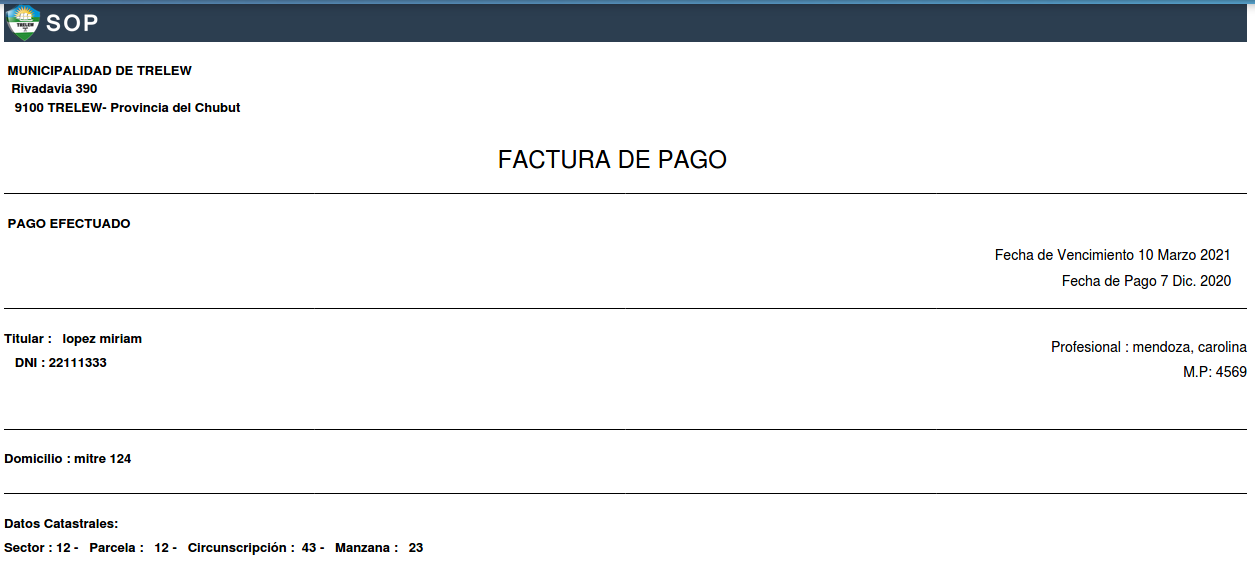 TRELEW
SOP
MUNICIPALIDAD DE TRELEW
Rivadavia 390
9100 TRELEW- Provincia del Chubut
FACTURA DE PAGO
PAGO EFECTUADO
Fecha de Vencimiento 10 Marzo 2021
Fecha de Pago 7 Dic. 2020
Titular : lopez miriam
DNI : 22111333
Profesional : mendoza, carolina
M.P: 4569
Domicilio : mitre 124
Datos Catastrales:
Sector : 12 - Parcela : 12 - Circunscripción : 43 - Manzana : 23